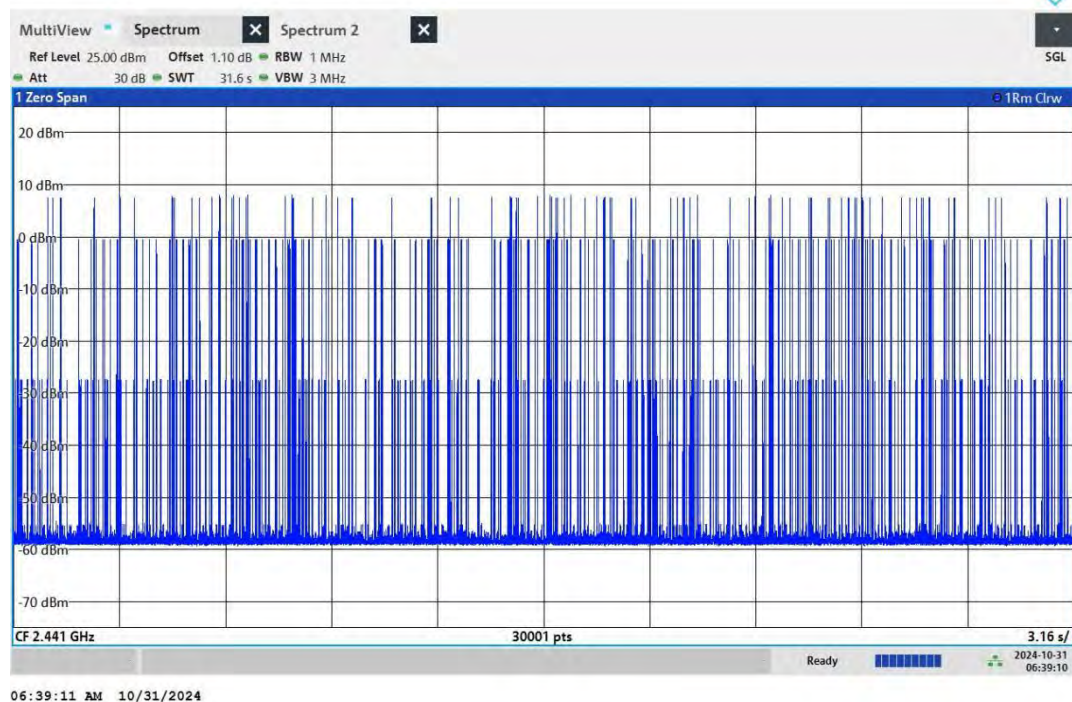 MultiView Spectrum Spectrum 2
Ref Level 25.00 dBm Offset 1.10 dB RBW 1 MHz SGL
Att 30 dB SWT 31.6 s VBW 3 MHz
1 Zero Span 1Rm Clrw
20 dBm
10 dBm
0 dBm
-10 dBm
-20 dBm
-30 dBm
-40 dBm
-50 dBm
-60 dBm
-70 dBm
CF 2.441 GHz 30001 pts 3.16 s/
Ready 2024-10-31
06:39:10
06:39:11 AM 10/31/2024